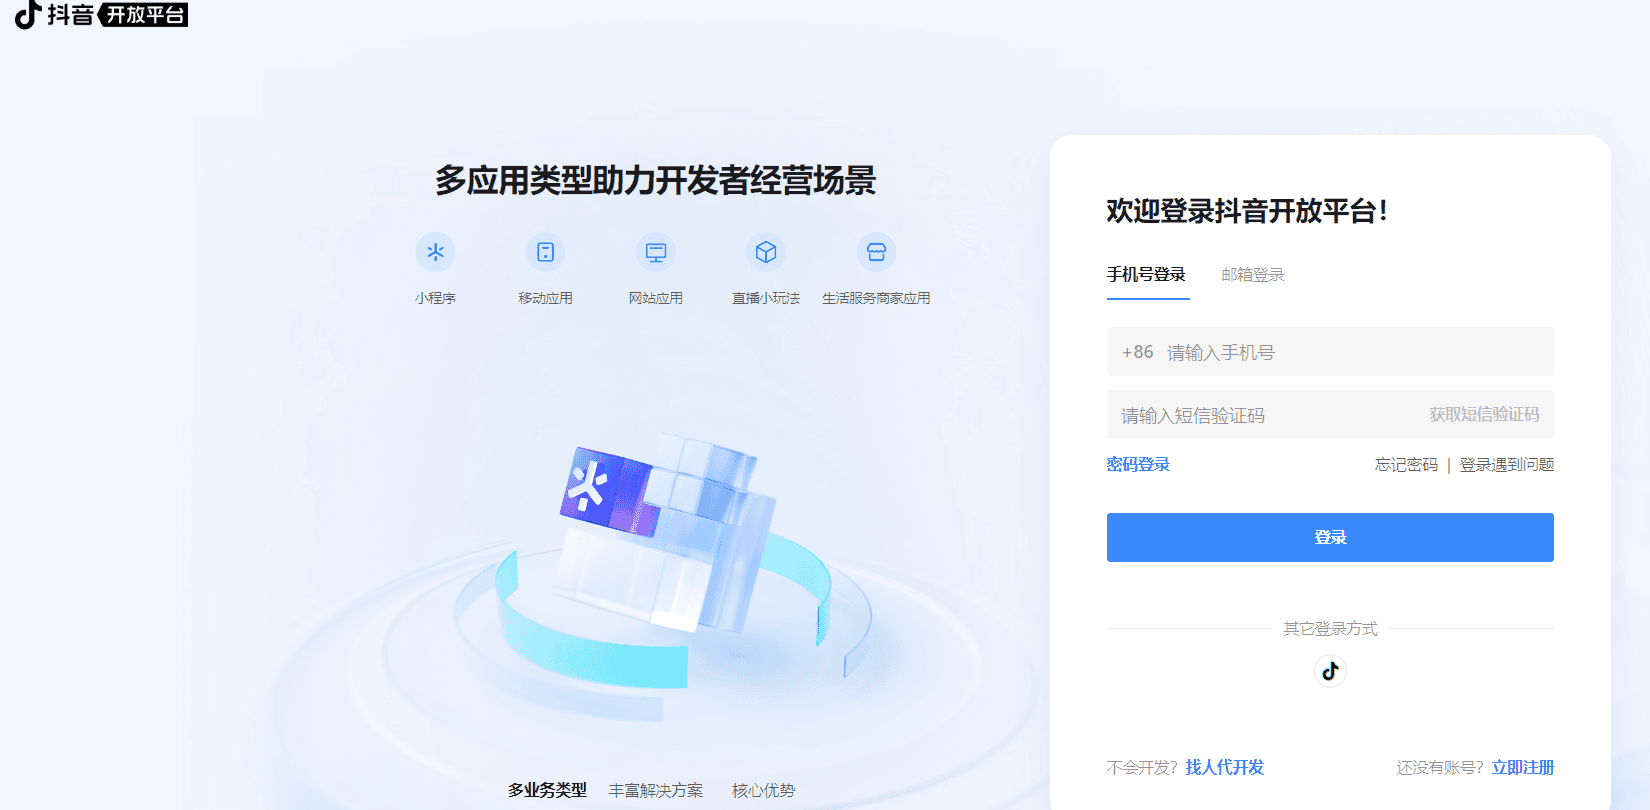 抖音 开放平台
多应用类型助力开发者经营场景
小程序 移动应用 网站应用 直播小玩法 生活服务商家应用
多业务类型 丰富解决方案 核心优势
欢迎登录抖音开放平台!
手机号登录 邮箱登录
+86 请输入手机号
请输入短信验证码 获取短信验证码
密码登录 忘记密码 | 登录遇到问题
登录
其它登录方式
不会开发? 找人代开发 还没有账号? 立即注册